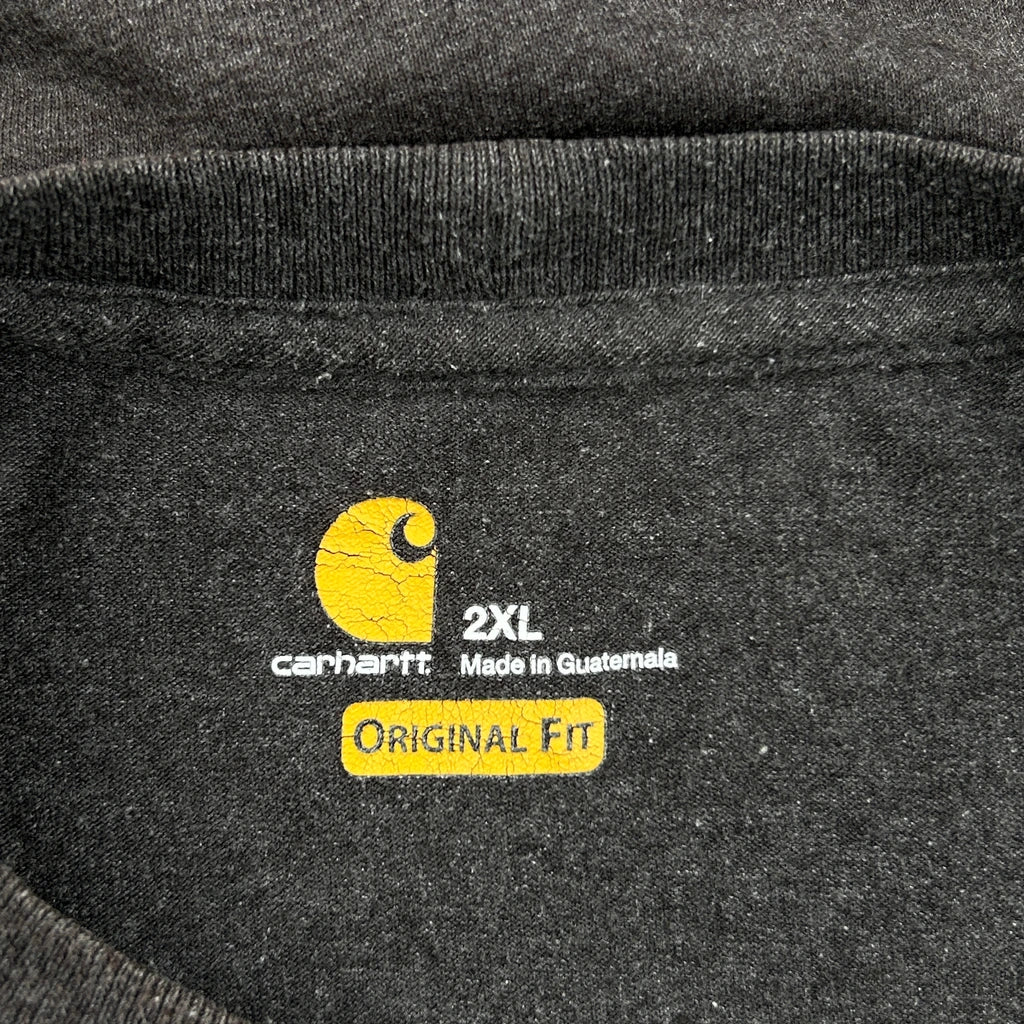 2XL
carhartt
Made in Guatemala
ORIGINAL FIT